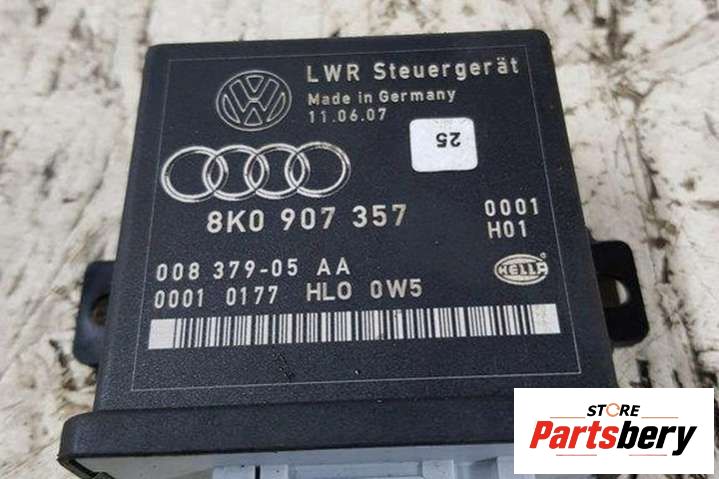 LWR Steuergerät
Made in Germany
11.06.07
25
8K0 907 357
0001
H01
008 379-05 AA
0001 0177 HLO 0W5
HELLA
STORE
Partsbery